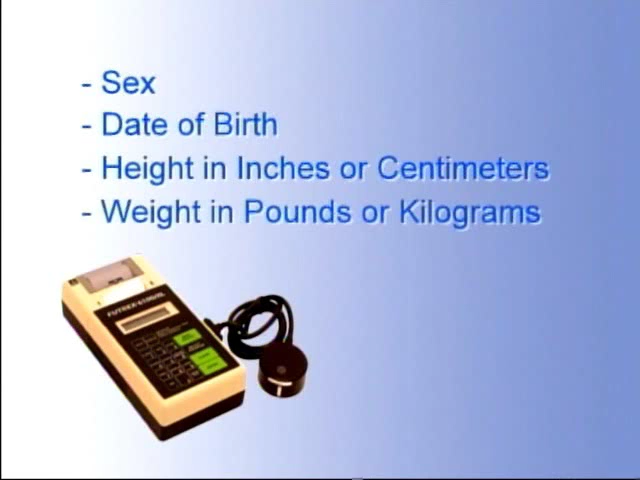 - Sex
- Date of Birth
- Height in Inches or Centimeters
- Weight in Pounds or Kilograms